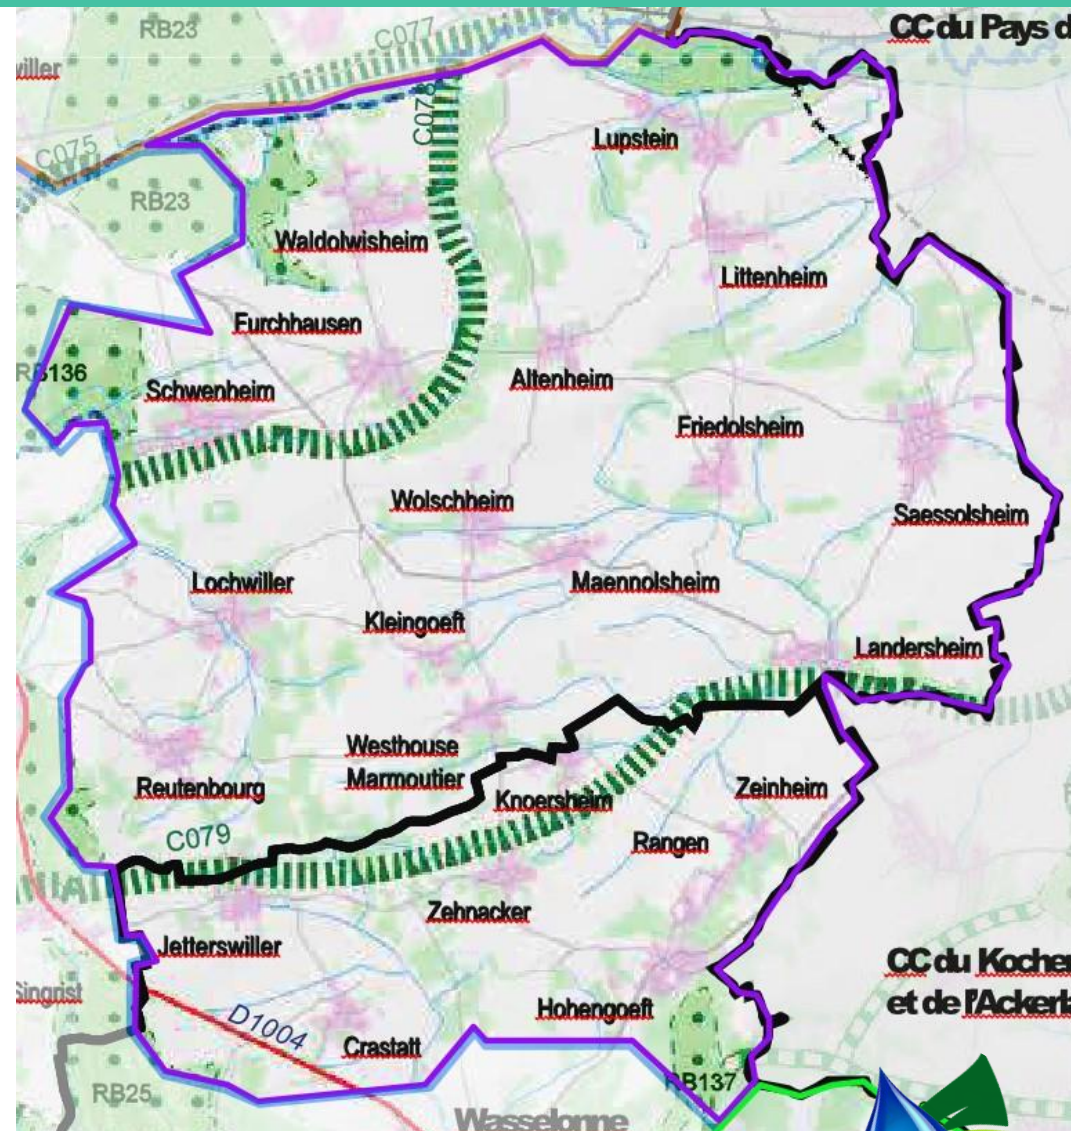 RB23
CC du Pays d
C077
willer
C078
Lupstein
C075
RB23
Waldolwisheim
Littenheim
Furchhausen
RB136
Schwenheim
Altenheim
Friedolsheim
Wolschheim
Saessolsheim
Lochwiller
Maennolsheim
Kleingoeft
Landersheim
Westhouse
Marmoutier
Reutenbourg
Knoersheim
Zeinheim
C079
Rangen
Zehnacker
Jetterswiller
CC du Kocher
et de l'Ackerla
Singrist
Hohengoeft
D1004
Crastatt
RB137
RB25
Wasselonne